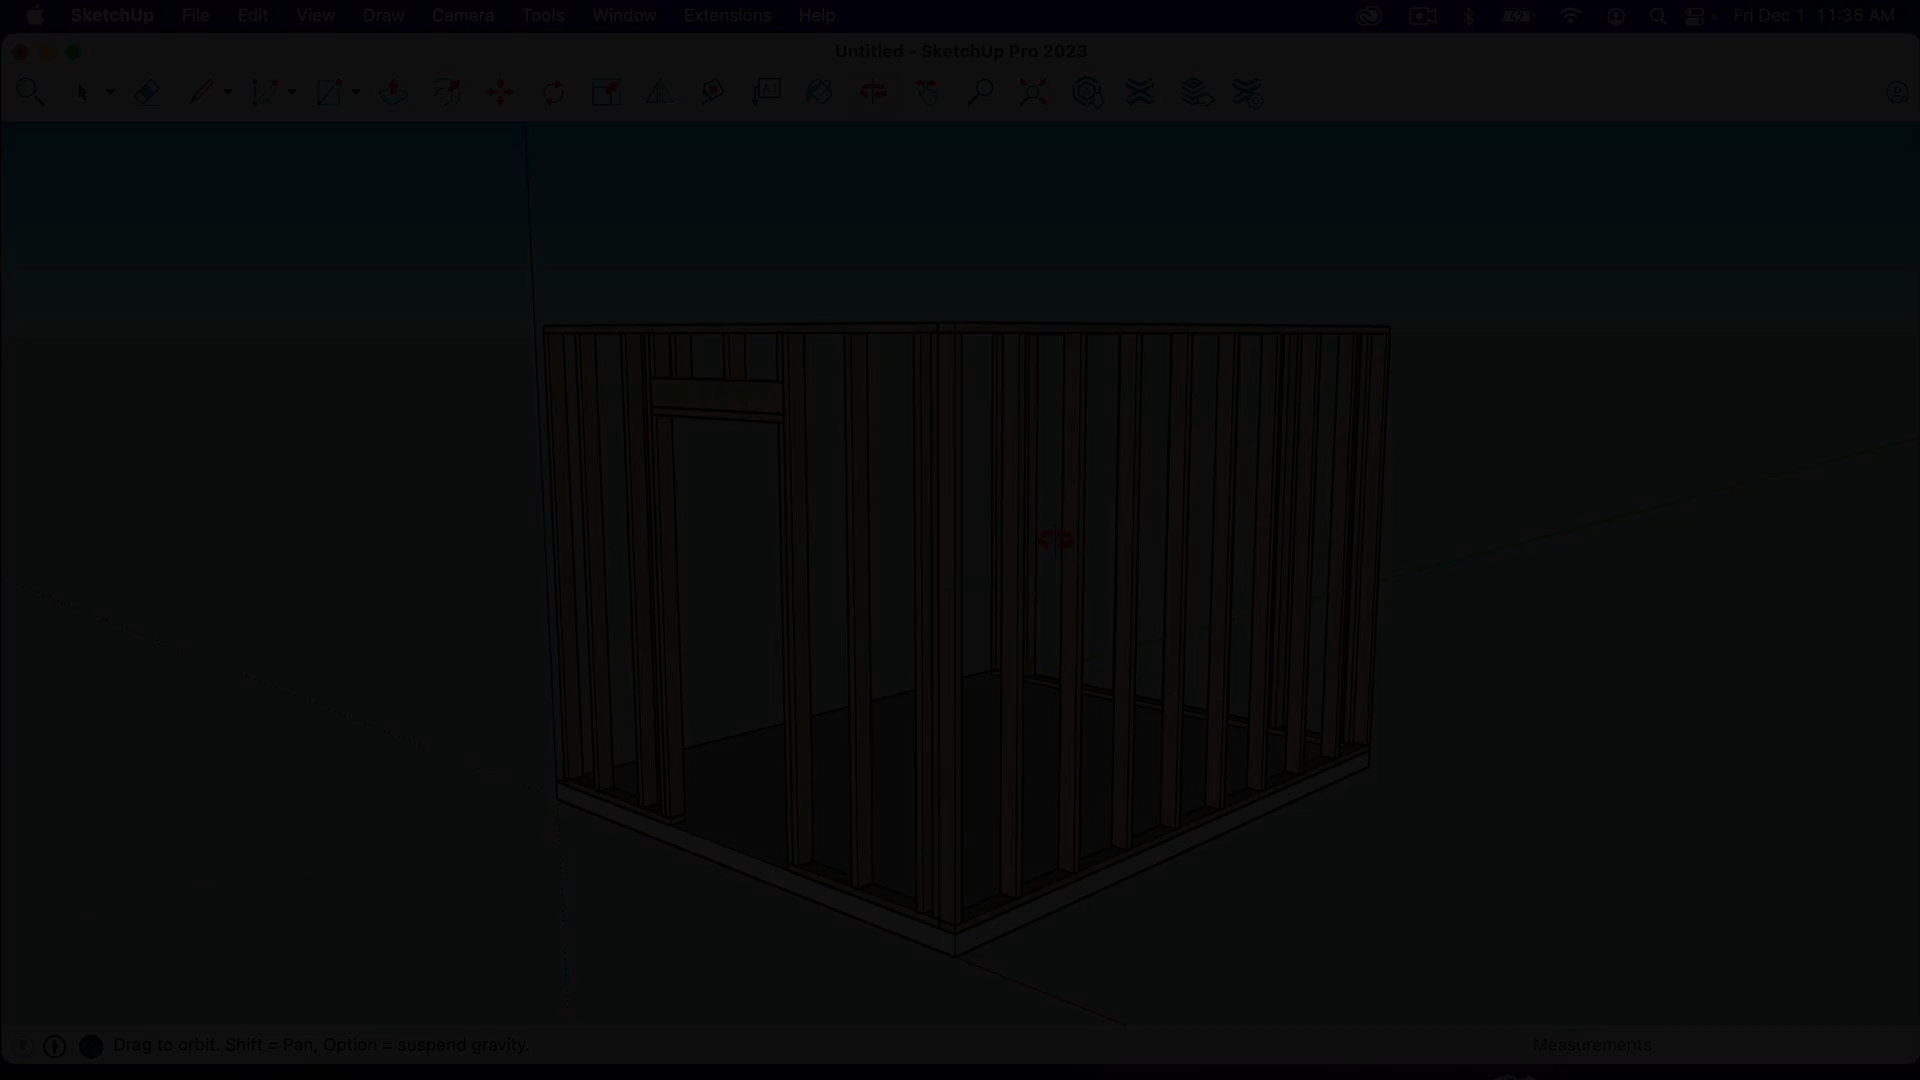 SketchUp File Edit View Draw Camera Tools Window Extensions Help Fri Dec 1 11:35 AM
Untitled - SketchUp Pro 2023
A1
Drag to orbit. Shift = Pan, Option = suspend gravity.
Measurements